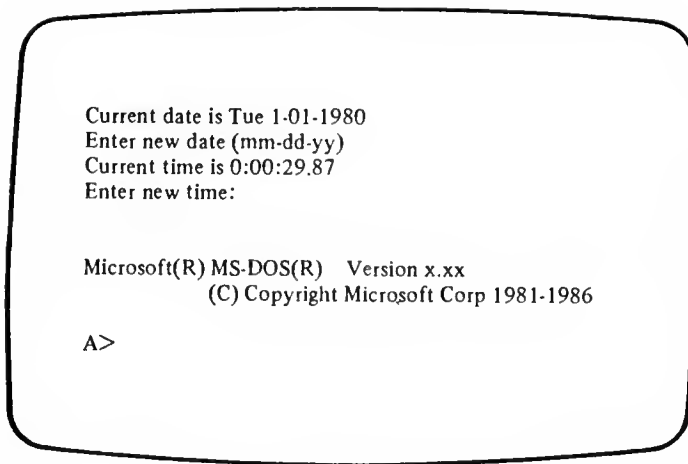 Current date is Tue 1-01-1980
Enter new date (mm-dd-yy)
Current time is 0:00:29.87
Enter new time:
Microsoft(R) MS-DOS(R) Version x.xx
(C) Copyright Microsoft Corp 1981-1986
A>